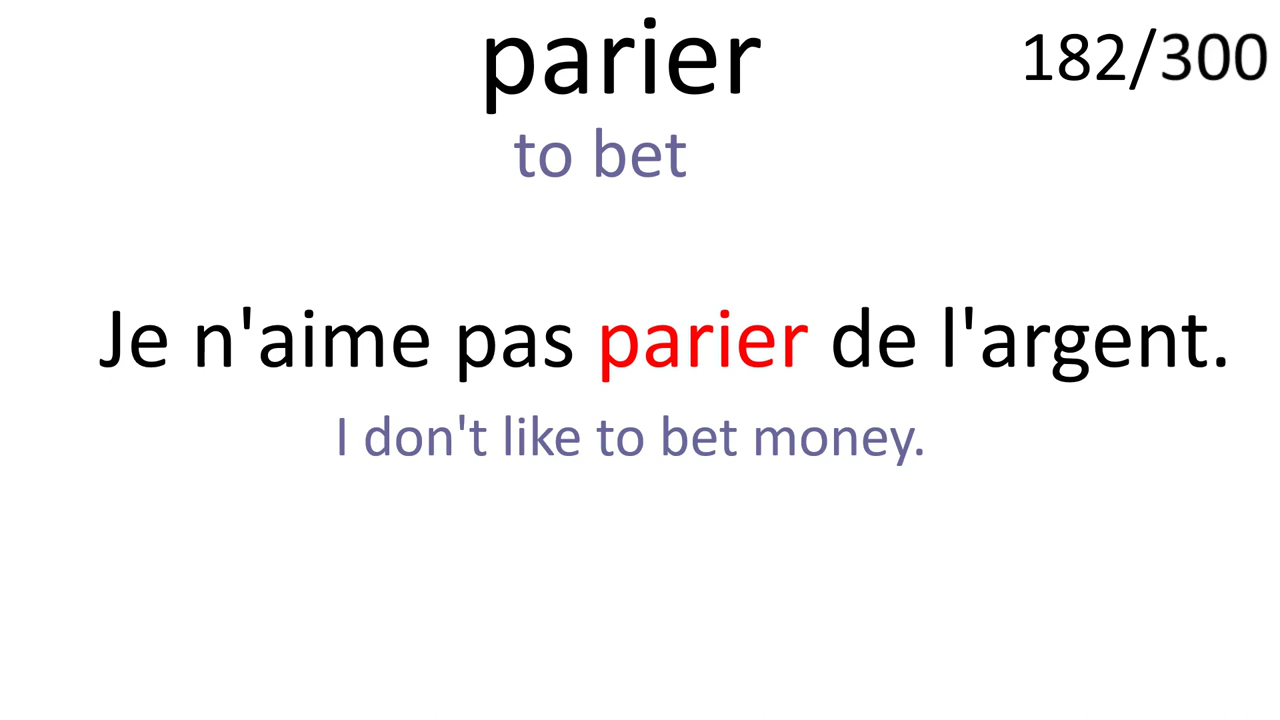 parier
182/300
to bet
Je n'aime pas parier de l'argent.
I don't like to bet money.